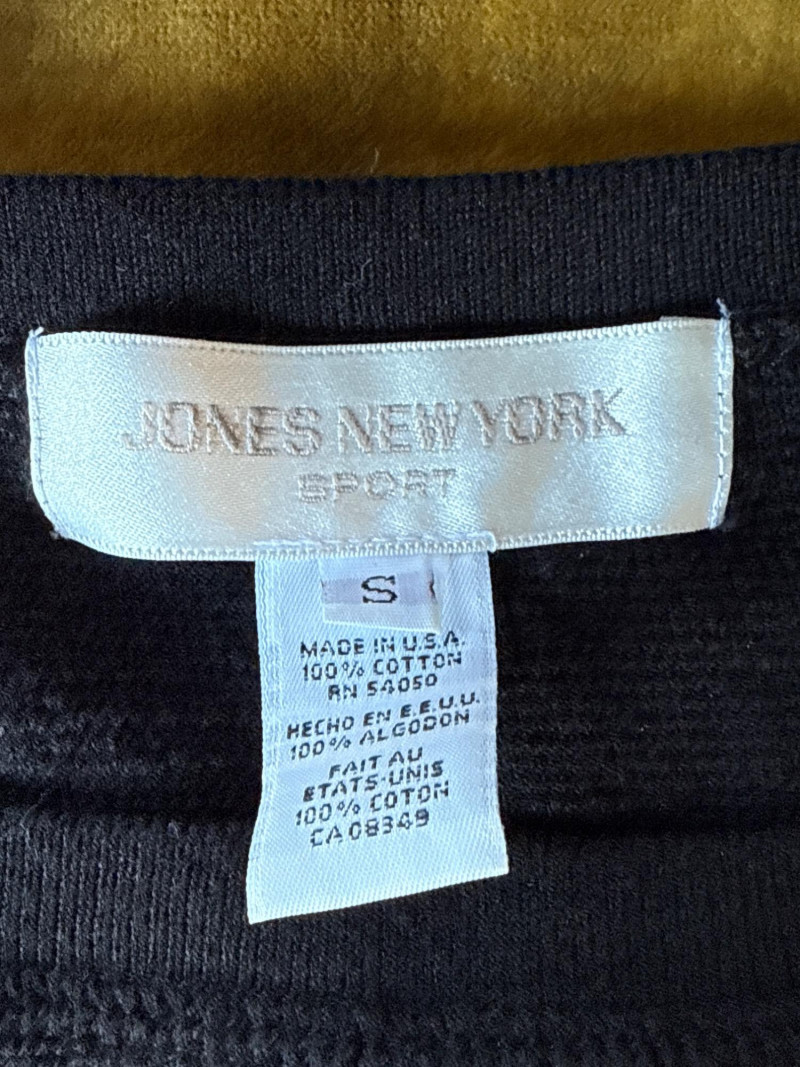 JONES NEW YORK
SPORT
S
MADE IN U.S.A.
100% COTTON
RN 54050
HECHO EN E.E.U.U.
100% ALGODON
FAIT AU
ETATS-UNIS
100% COTON
CA 08349